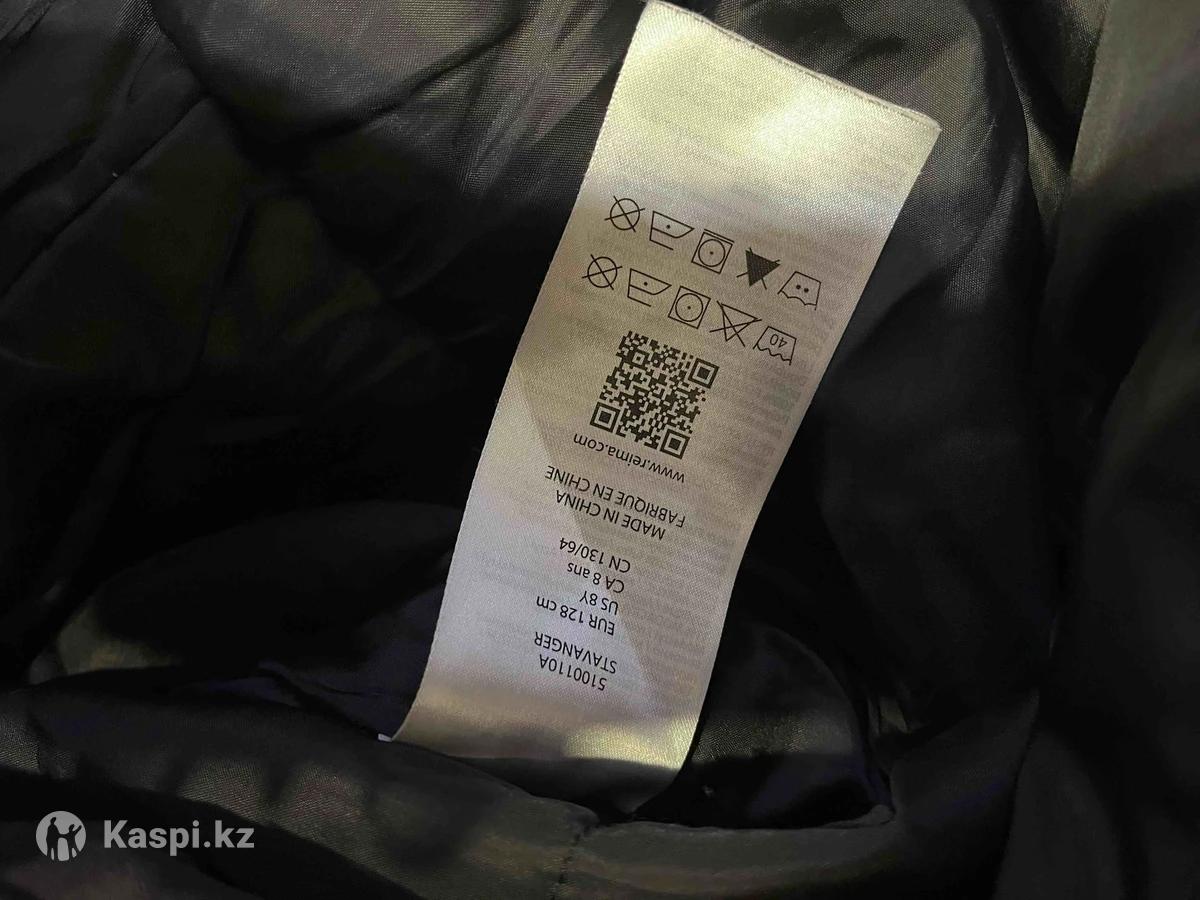 5100110A
STAVANGER
EUR 128 cm
US 8Y
CA 8 ans
CN 130/64
MADE IN CHINA
FABRIQUE EN CHINE
www.reima.com
40
Kaspi.kz